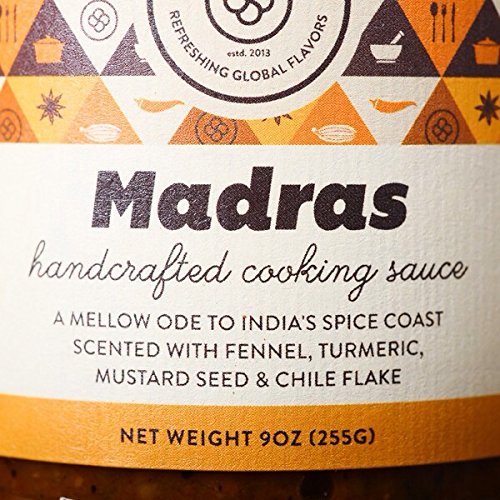 estd. 2013
REFRESHING GLOBAL FLAVORS
Madras
handcrafted cooking sauce
A MELLOW ODE TO INDIA'S SPICE COAST
SCENTED WITH FENNEL, TURMERIC,
MUSTARD SEED & CHILE FLAKE
NET WEIGHT 9OZ (255G)